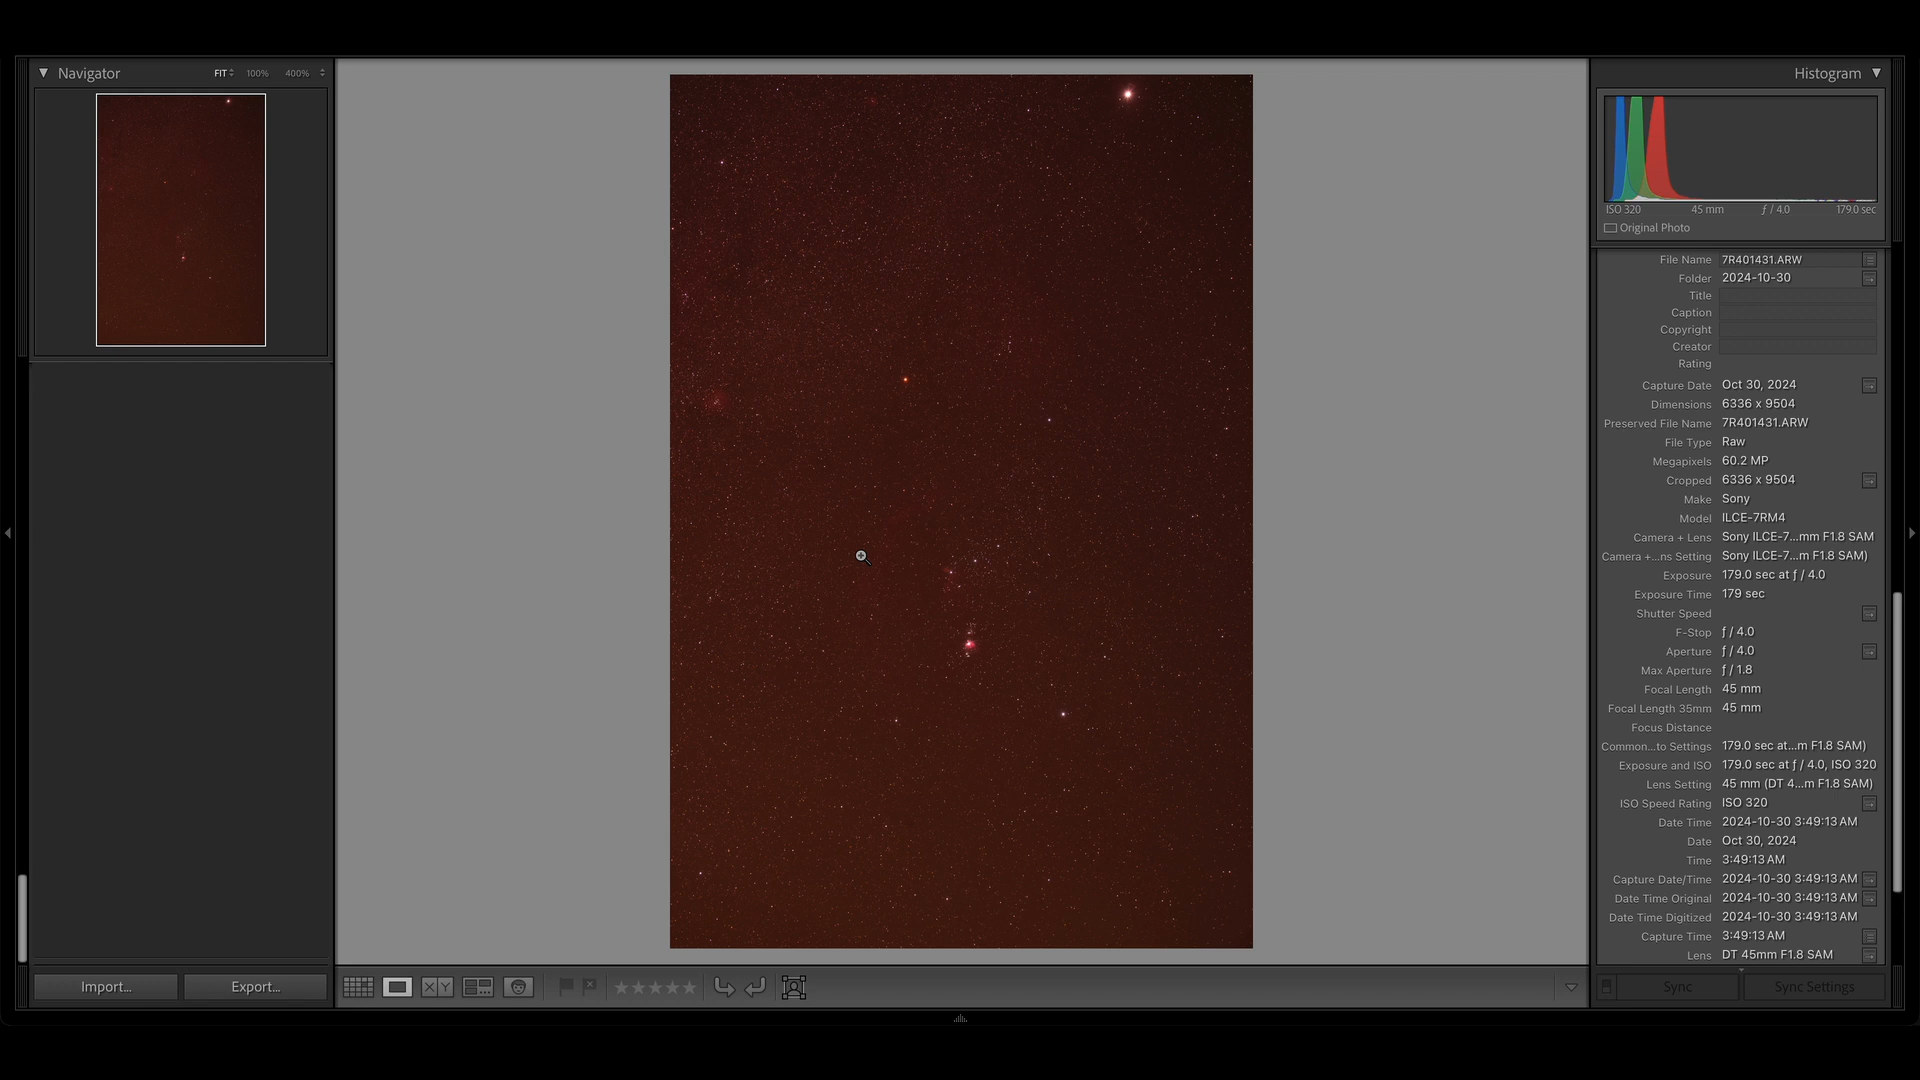 Navigator
FIT 100% 400%
Histogram
ISO 320 45 mm ƒ / 4.0 179.0 sec
Original Photo
File Name 7R401431.ARW
Folder 2024-10-30
Title
Caption
Copyright
Creator
Rating
Capture Date Oct 30, 2024
Dimensions 6336 x 9504
Preserved File Name 7R401431.ARW
File Type Raw
Megapixels 60.2 MP
Cropped 6336 x 9504
Make Sony
Model ILCE-7RM4
Camera + Lens Sony ILCE-7...mm F1.8 SAM
Camera +...ns Setting Sony ILCE-7...m F1.8 SAM)
Exposure 179.0 sec at ƒ / 4.0
Exposure Time 179 sec
Shutter Speed
F-Stop ƒ / 4.0
Aperture ƒ / 4.0
Max Aperture ƒ / 1.8
Focal Length 45 mm
Focal Length 35mm 45 mm
Focus Distance
Common...to Settings 179.0 sec at...m F1.8 SAM)
Exposure and ISO 179.0 sec at ƒ / 4.0, ISO 320
Lens Setting 45 mm (DT 4...m F1.8 SAM)
ISO Speed Rating ISO 320
Date Time 2024-10-30 3:49:13 AM
Date Oct 30, 2024
Time 3:49:13 AM
Capture Date/Time 2024-10-30 3:49:13 AM
Date Time Original 2024-10-30 3:49:13 AM
Date Time Digitized 2024-10-30 3:49:13 AM
Capture Time 3:49:13 AM
Lens DT 45mm F1.8 SAM
Import... Export...
X Y
Sync Sync Settings